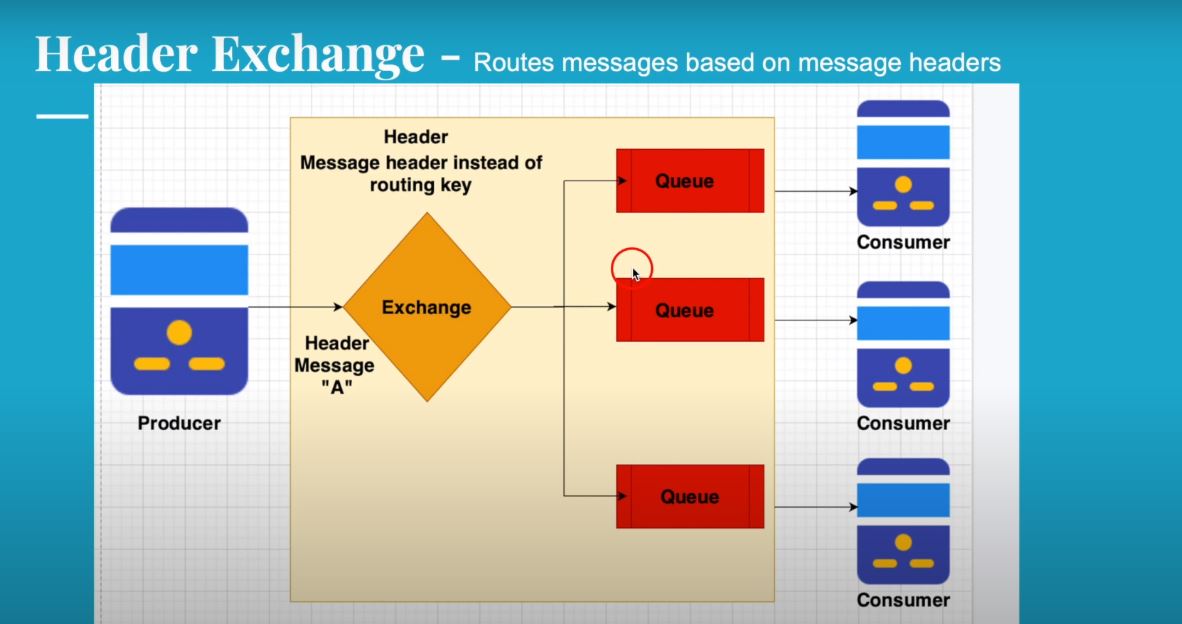 Header Exchange - Routes messages based on message headers
Header
Message header instead of
routing key
Queue
Consumer
Exchange
Queue
Header
Message
"A"
Producer
Consumer
Queue
Consumer